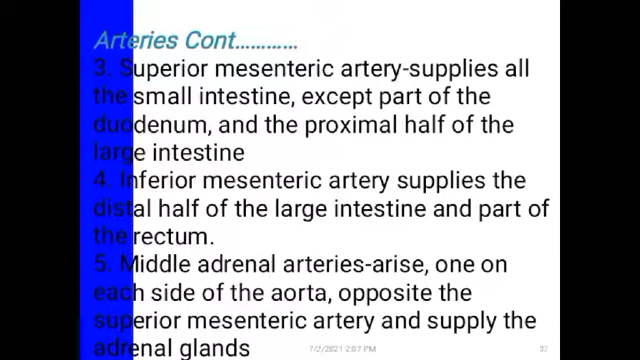 Arteries Cont…………
3. Superior mesenteric artery-supplies all
the small intestine, except part of the
duodenum, and the proximal half of the
large intestine
4. Inferior mesenteric artery supplies the
distal half of the large intestine and part of
the rectum.
5. Middle adrenal arteries-arise, one on
each side of the aorta, opposite the
superior mesenteric artery and supply the
adrenal glands
7/2/2021 2:07 PM
37